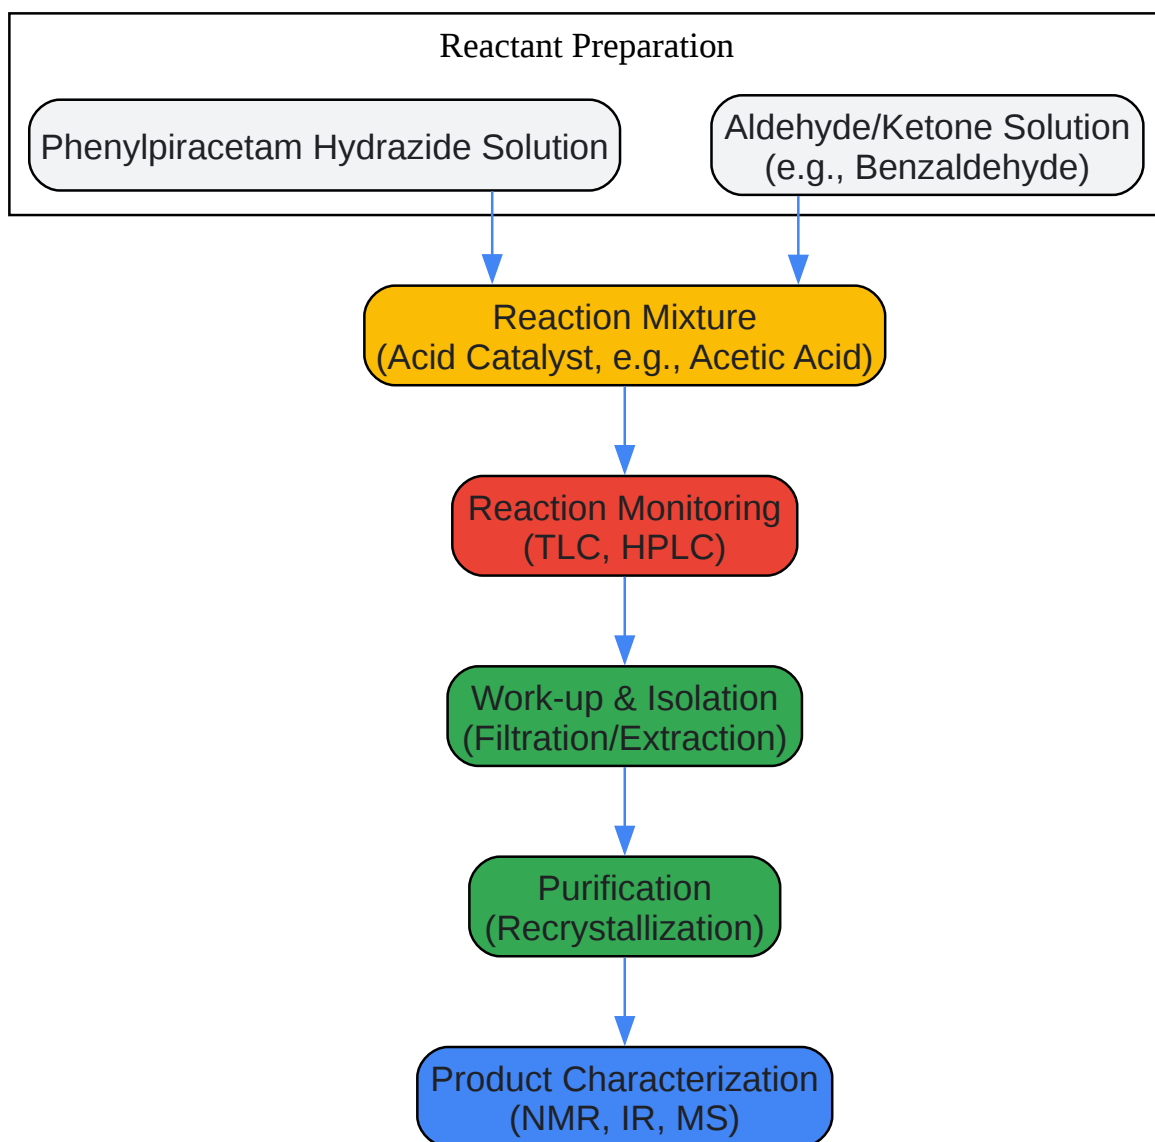 Reactant Preparation
Phenylpiracetam Hydrazide Solution
Aldehyde/Ketone Solution
(e.g., Benzaldehyde)
Reaction Mixture
(Acid Catalyst, e.g., Acetic Acid)
Reaction Monitoring
(TLC, HPLC)
Work-up & Isolation
(Filtration/Extraction)
Purification
(Recrystallization)
Product Characterization
(NMR, IR, MS)